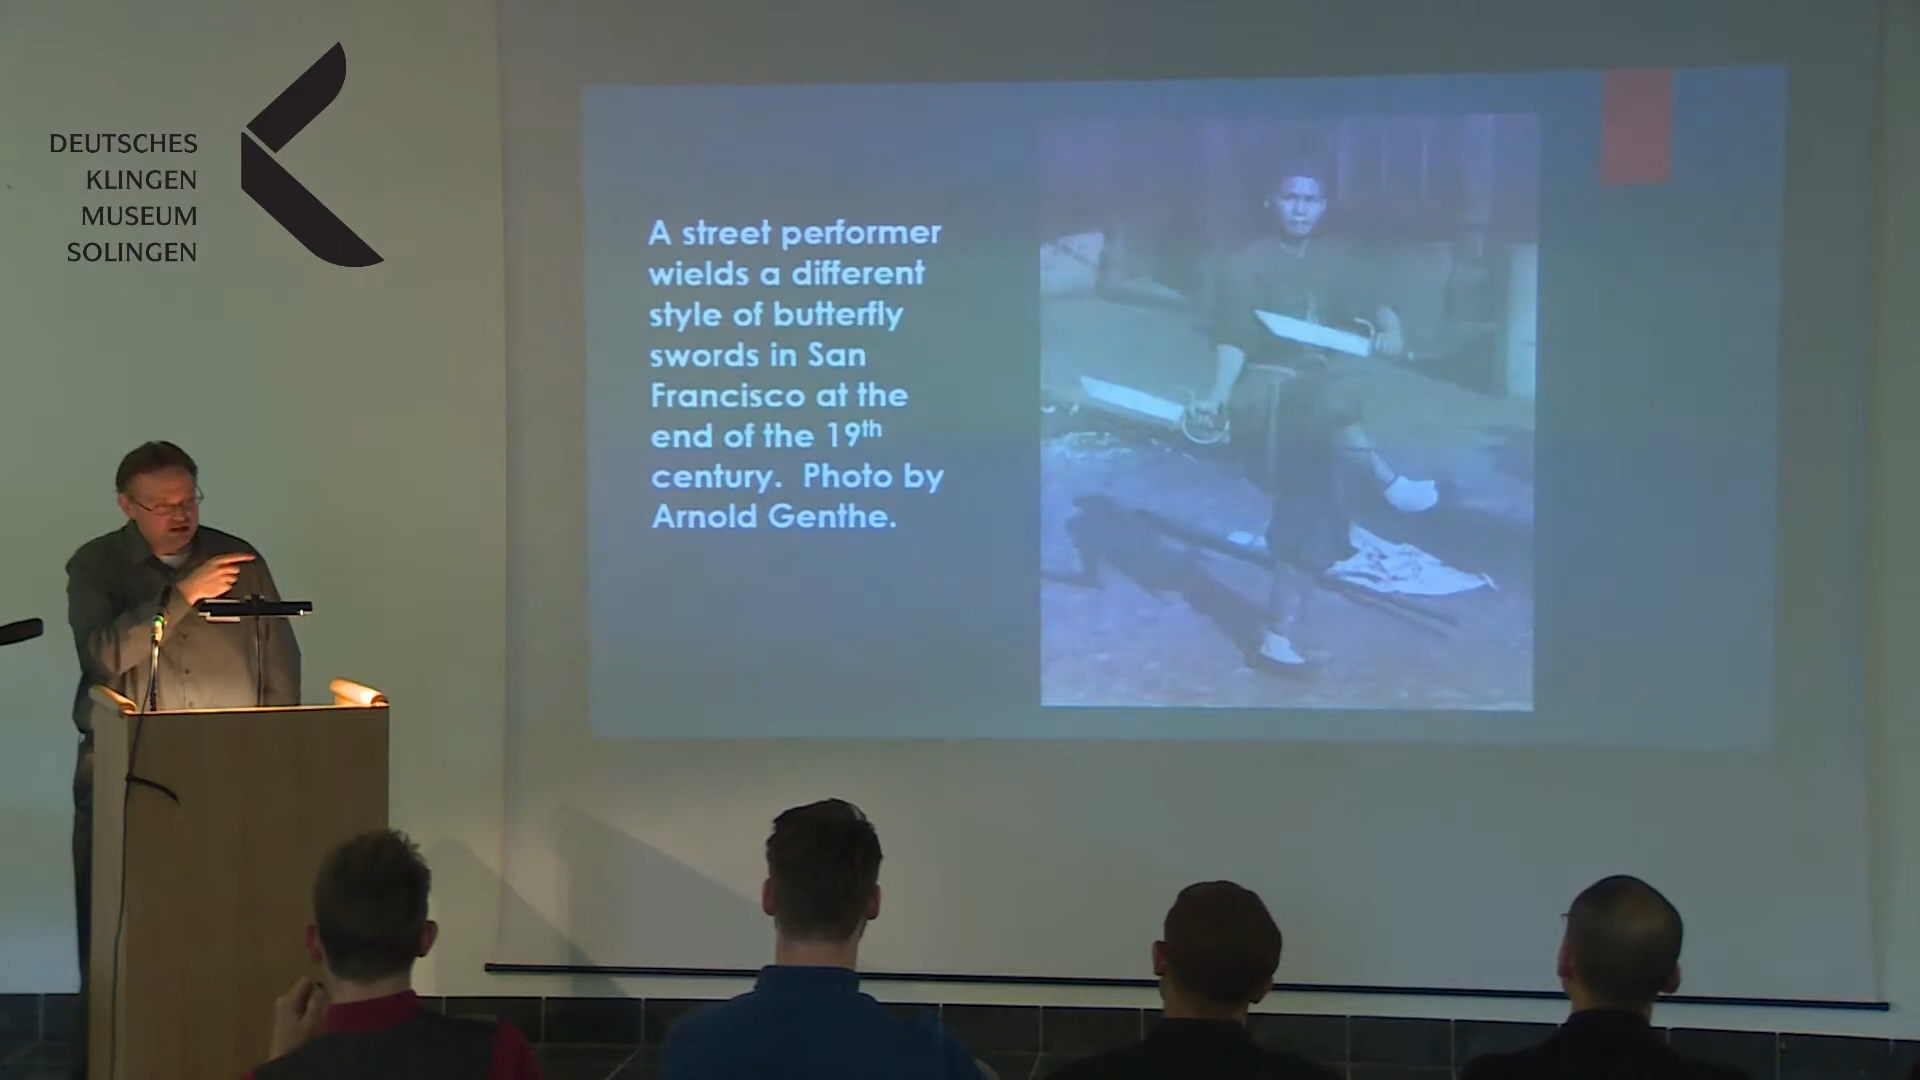 DEUTSCHES
KLINGEN
MUSEUM
SOLINGEN
A street performer
wields a different
style of butterfly
swords in San
Francisco at the
end of the 19th
century. Photo by
Arnold Genthe.